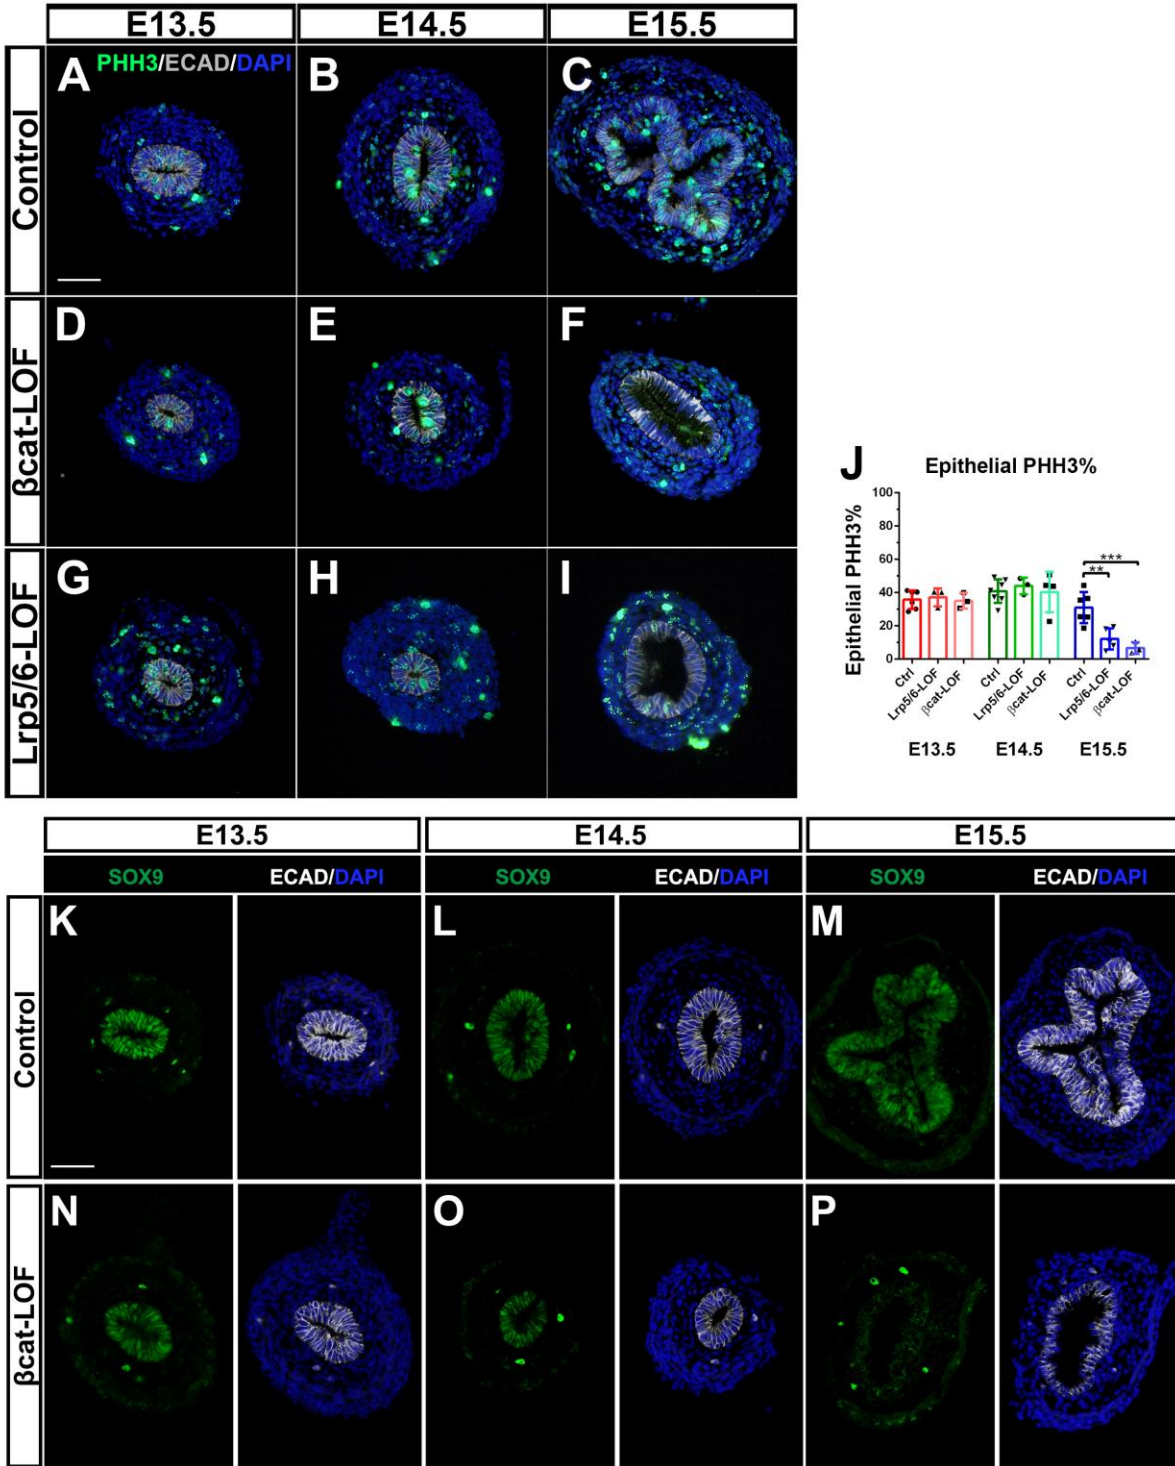 E13.5 E14.5 E15.5
Control
A PHH3/ECAD/DAPI B C
βcat-LOF
D E F
Lrp5/6-LOF
G H I
J Epithelial PHH3%
Epithelial PHH3%
100
80
60
40
20
0
*** 
**
Ctrl Lrp5/6-LOF βcat-LOF Ctrl Lrp5/6-LOF βcat-LOF Ctrl Lrp5/6-LOF βcat-LOF
E13.5 E14.5 E15.5
E13.5 E14.5 E15.5
SOX9 ECAD/DAPI SOX9 ECAD/DAPI SOX9 ECAD/DAPI
Control
K L M
βcat-LOF
N O P